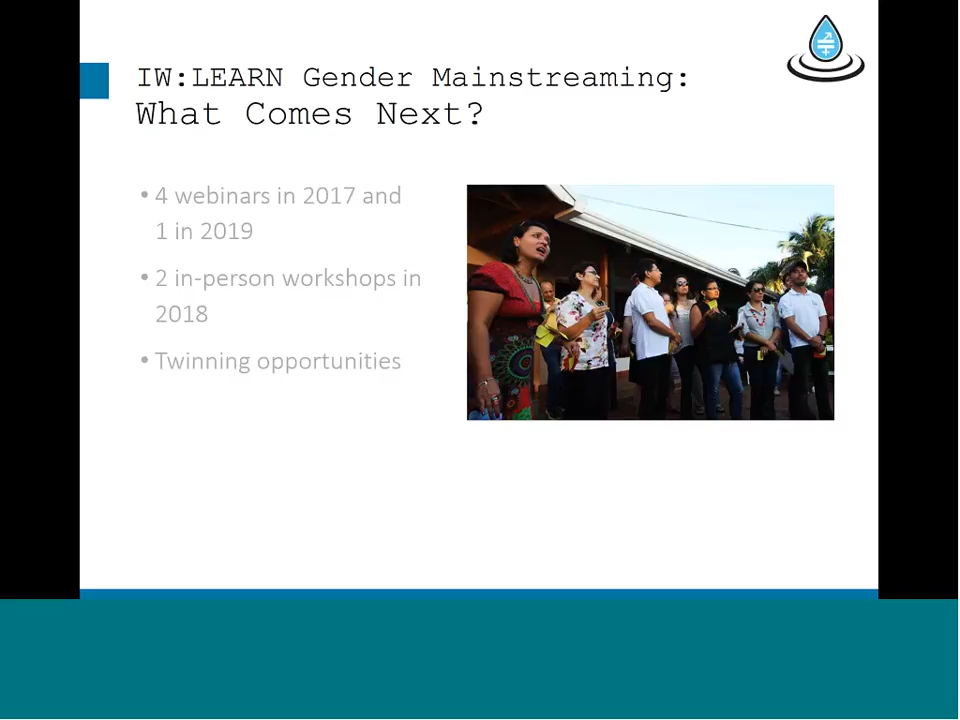 IW:LEARN Gender Mainstreaming:
What Comes Next?
• 4 webinars in 2017 and
1 in 2019
• 2 in-person workshops in
2018
• Twinning opportunities